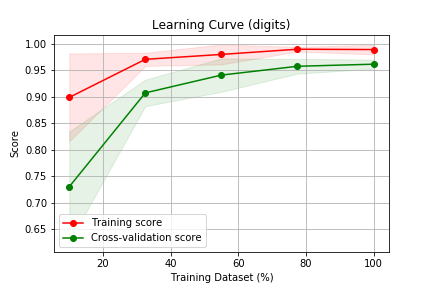 Learning Curve (digits)
1.00
0.95
0.90
0.85
0.80
0.75
0.70
0.65
Score
Training score
Cross-validation score
20 40 60 80 100
Training Dataset (%)